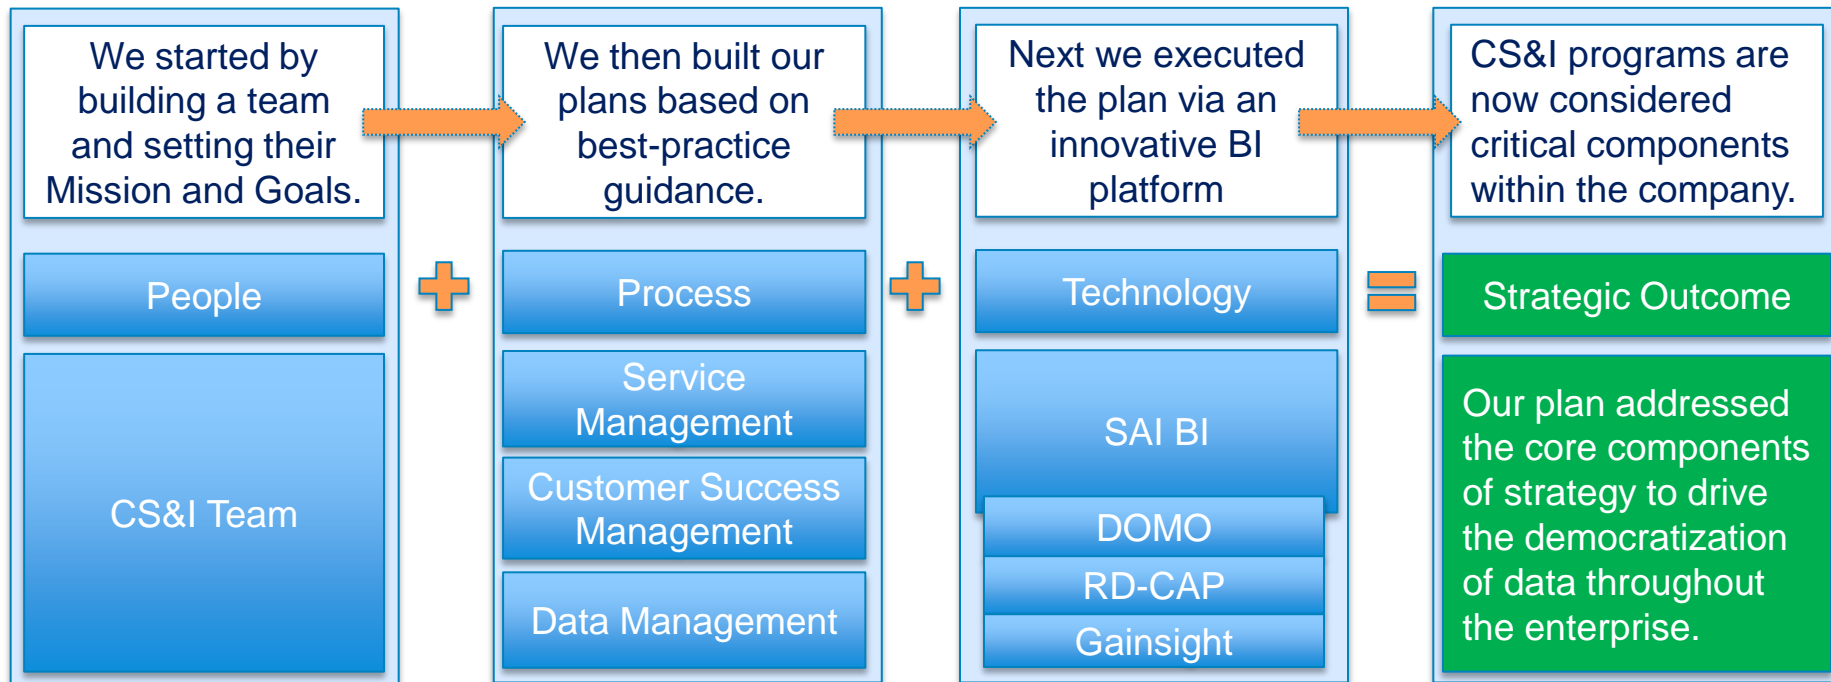 We started by
building a team
and setting their
Mission and Goals.
People
CS&I Team
We then built our
plans based on
best-practice
guidance.
Process
Service
Management
Customer Success
Management
Data Management
Next we executed
the plan via an
innovative BI
platform
Technology
SAI BI
DOMO
RD-CAP
Gainsight
CS&I programs are
now considered
critical components
within the company.
Strategic Outcome
Our plan addressed
the core components
of strategy to drive
the democratization
of data throughout
the enterprise.